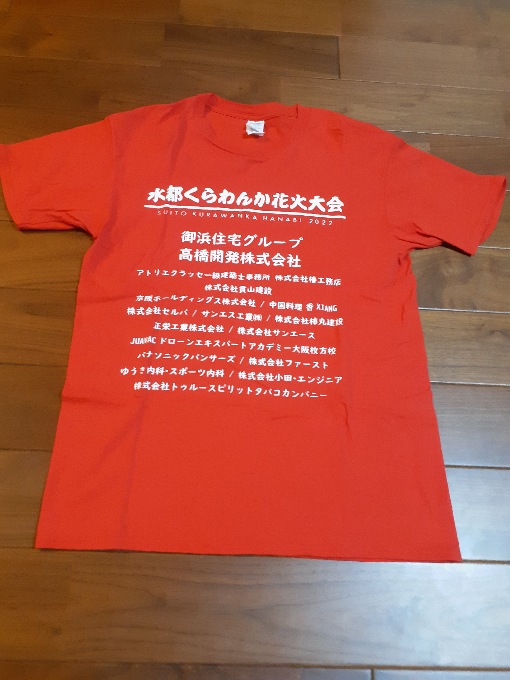 水都くらわんか花火大会
SUITO KURAWANKA HANABI 2022
御浜住宅グループ
高橋開発株式会社
アトリエクラッセ一級建築士事務所 株式会社椿工務店
株式会社貫山建設
京阪ホールディングス株式会社 / 中国料理 香 XIANG
株式会社セルバ / サンエス工業㈱ / 株式会社柿丸建設
正栄工業株式会社 / 株式会社サンエース
JUAVAC ドローンエキスパートアカデミー大阪枚方校
パナソニックパンサーズ / 株式会社ファースト
ゆうき内科・スポーツ内科 / 株式会社小田・エンジニア
株式会社トゥルースピリットタバコカンパニー